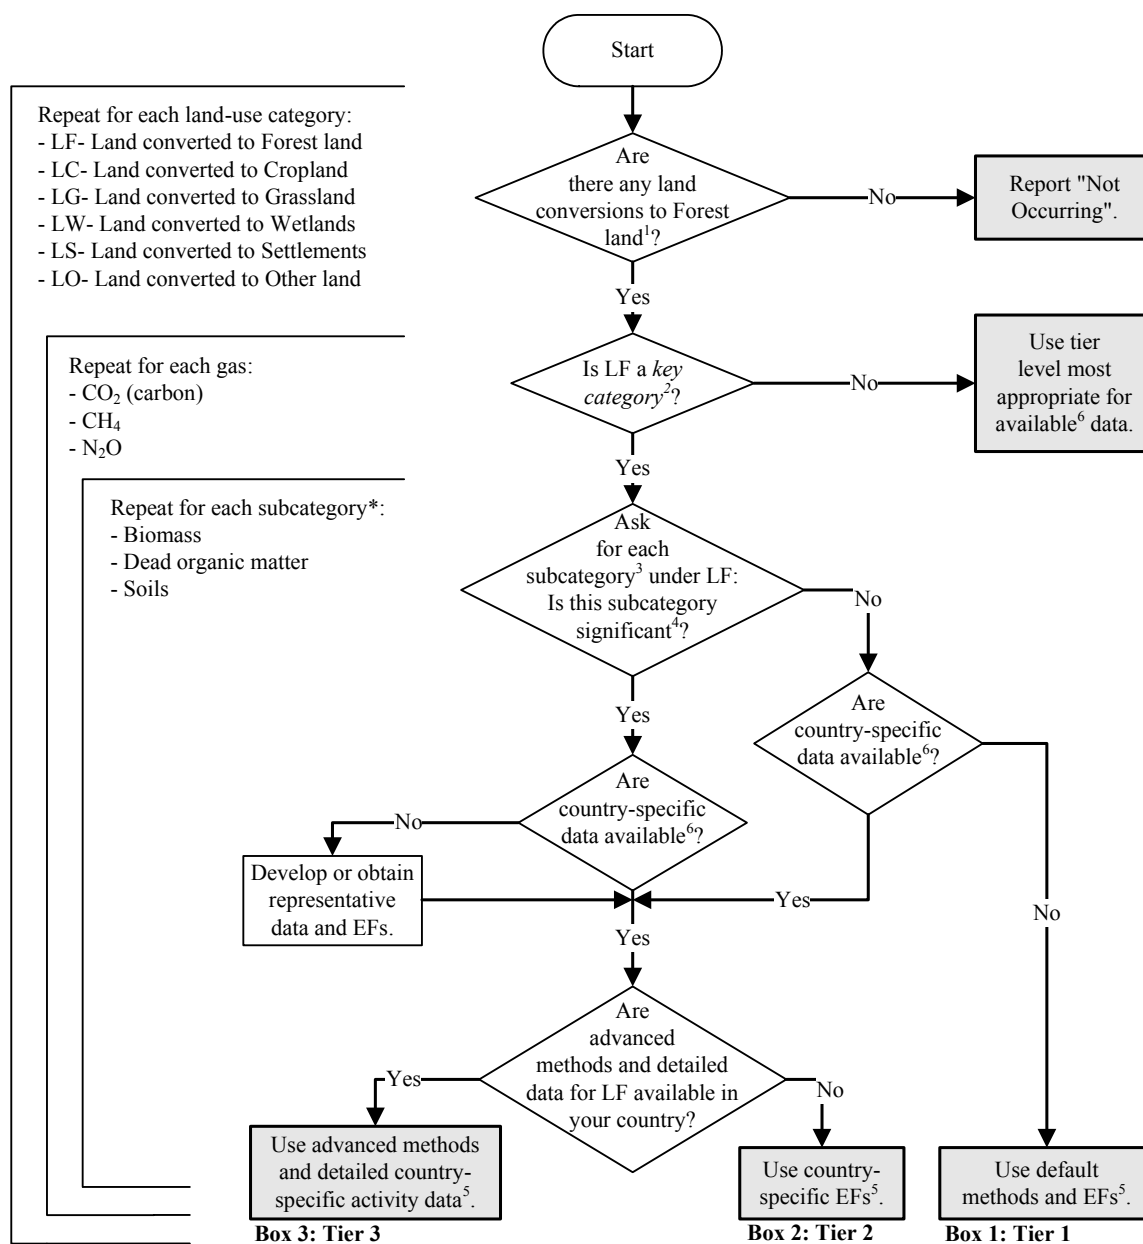 Start
Repeat for each land-use category:
- LF- Land converted to Forest land
- LC- Land converted to Cropland
- LG- Land converted to Grassland
- LW- Land converted to Wetlands
- LS- Land converted to Settlements
- LO- Land converted to Other land
Are
there any land
conversions to Forest
land¹?
No
Report "Not
Occurring".
Yes
Repeat for each gas:
- CO₂ (carbon)
- CH₄
- N₂O
Is LF a key
category²?
No
Use tier
level most
appropriate for
available⁶ data.
Yes
Repeat for each subcategory*:
- Biomass
- Dead organic matter
- Soils
Ask
for each
subcategory³ under LF:
Is this subcategory
significant⁴?
No
Yes
Are
country-specific
data available⁶?
Are
country-specific
data available⁶?
No
Develop or obtain
representative
data and EFs.
Yes
No
Yes
Are
advanced
methods and detailed
data for LF available in
your country?
Yes
No
Use advanced methods
and detailed country-
specific activity data⁵.
Use country-
specific EFs⁵.
Use default
methods and EFs⁵.
Box 3: Tier 3
Box 2: Tier 2
Box 1: Tier 1